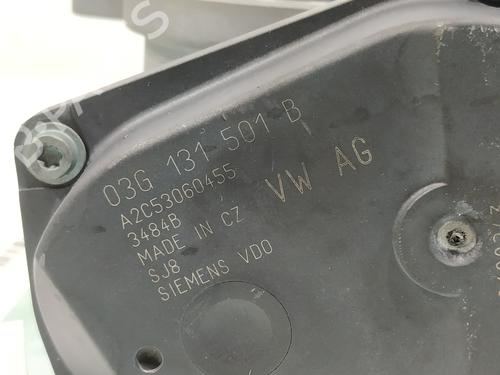 03G 131 501 B
A2C53060455
VW AG
3484B
MADE IN CZ
SJ8
SIEMENS VDO